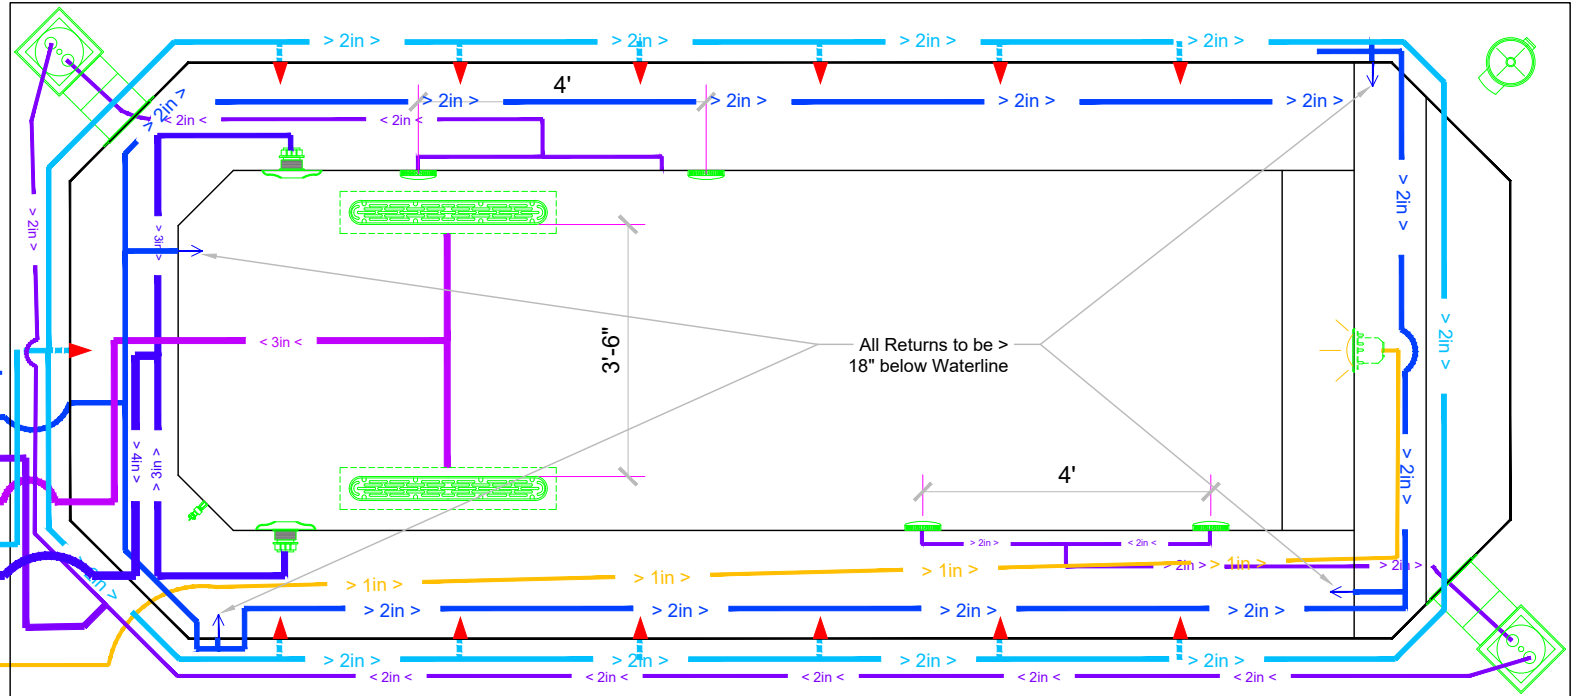 > 2in >
> 2in >
> 2in >
> 2in >
4'
> 2in >
> 2in >
> 2in >
> 2in >
> 2in >
< 2in <
< 2in <
> 2in >
> 2in >
> 3in >
3'-6"
< 3in <
All Returns to be >
18" below Waterline
> 2in >
> 4in >
> 3in >
> 2in >
4'
> 2in >
< 2in <
> 2in >
> 1in >
> 2in >
> 1in >
> 1in >
> 1in >
> 2in >
> 2in >
> 2in >
> 2in >
> 2in >
> 2in >
> 2in >
> 2in >
> 2in >
> 2in >
< 2in <
< 2in <
< 2in <
< 2in <
< 2in <